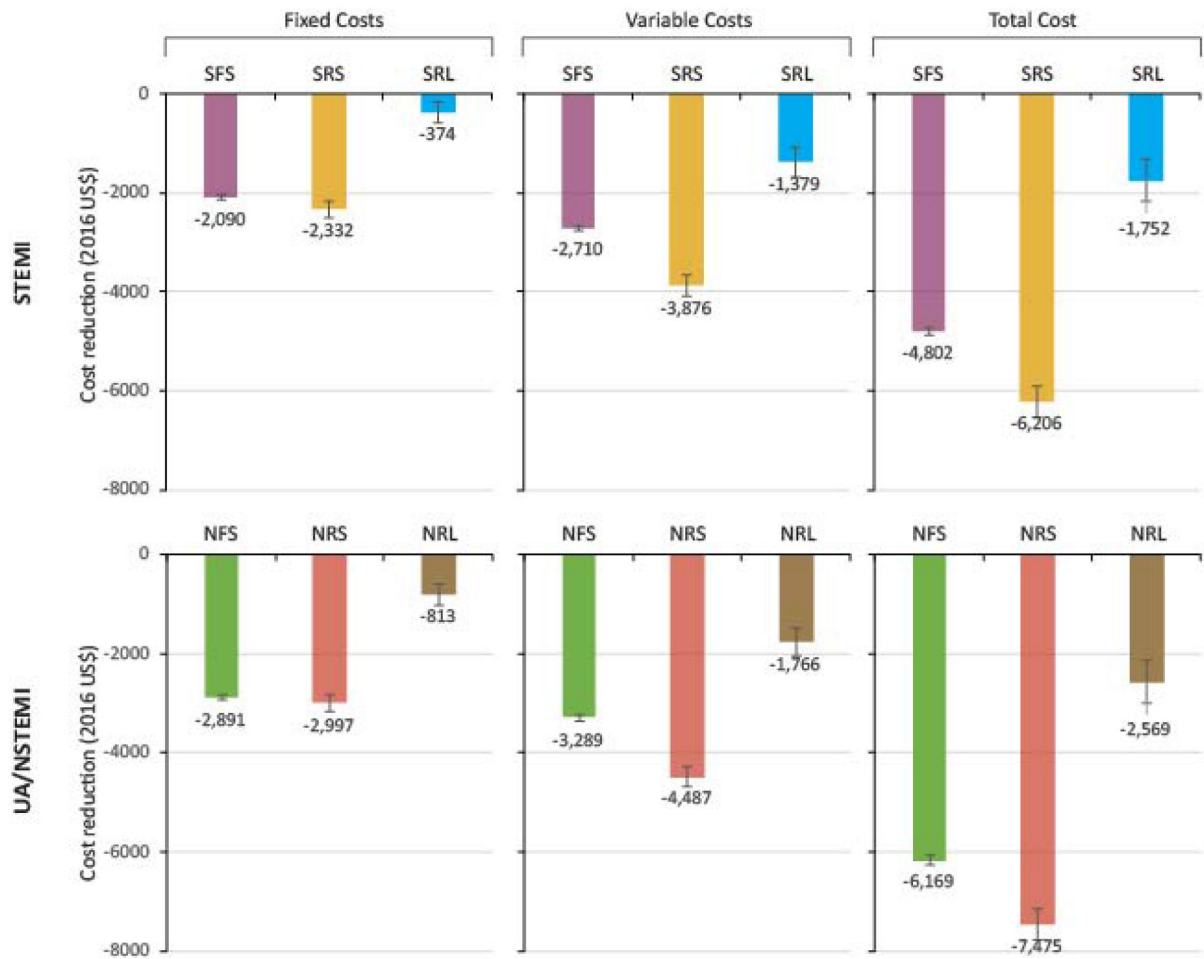 Fixed Costs Variable Costs Total Cost
SFS SRS SRL SFS SRS SRL SFS SRS SRL
STEMI
Cost reduction (2016 US$)
0
-2000
-4000
-6000
-8000
-2,090 -2,332 -374
-2,710 -3,876 -1,379
-4,802 -6,206 -1,752
NFS NRS NRL NFS NRS NRL NFS NRS NRL
UA/NSTEMI
Cost reduction (2016 US$)
0
-2000
-4000
-6000
-8000
-2,891 -2,997 -813
-3,289 -4,487 -1,766
-6,169 -7,475 -2,569